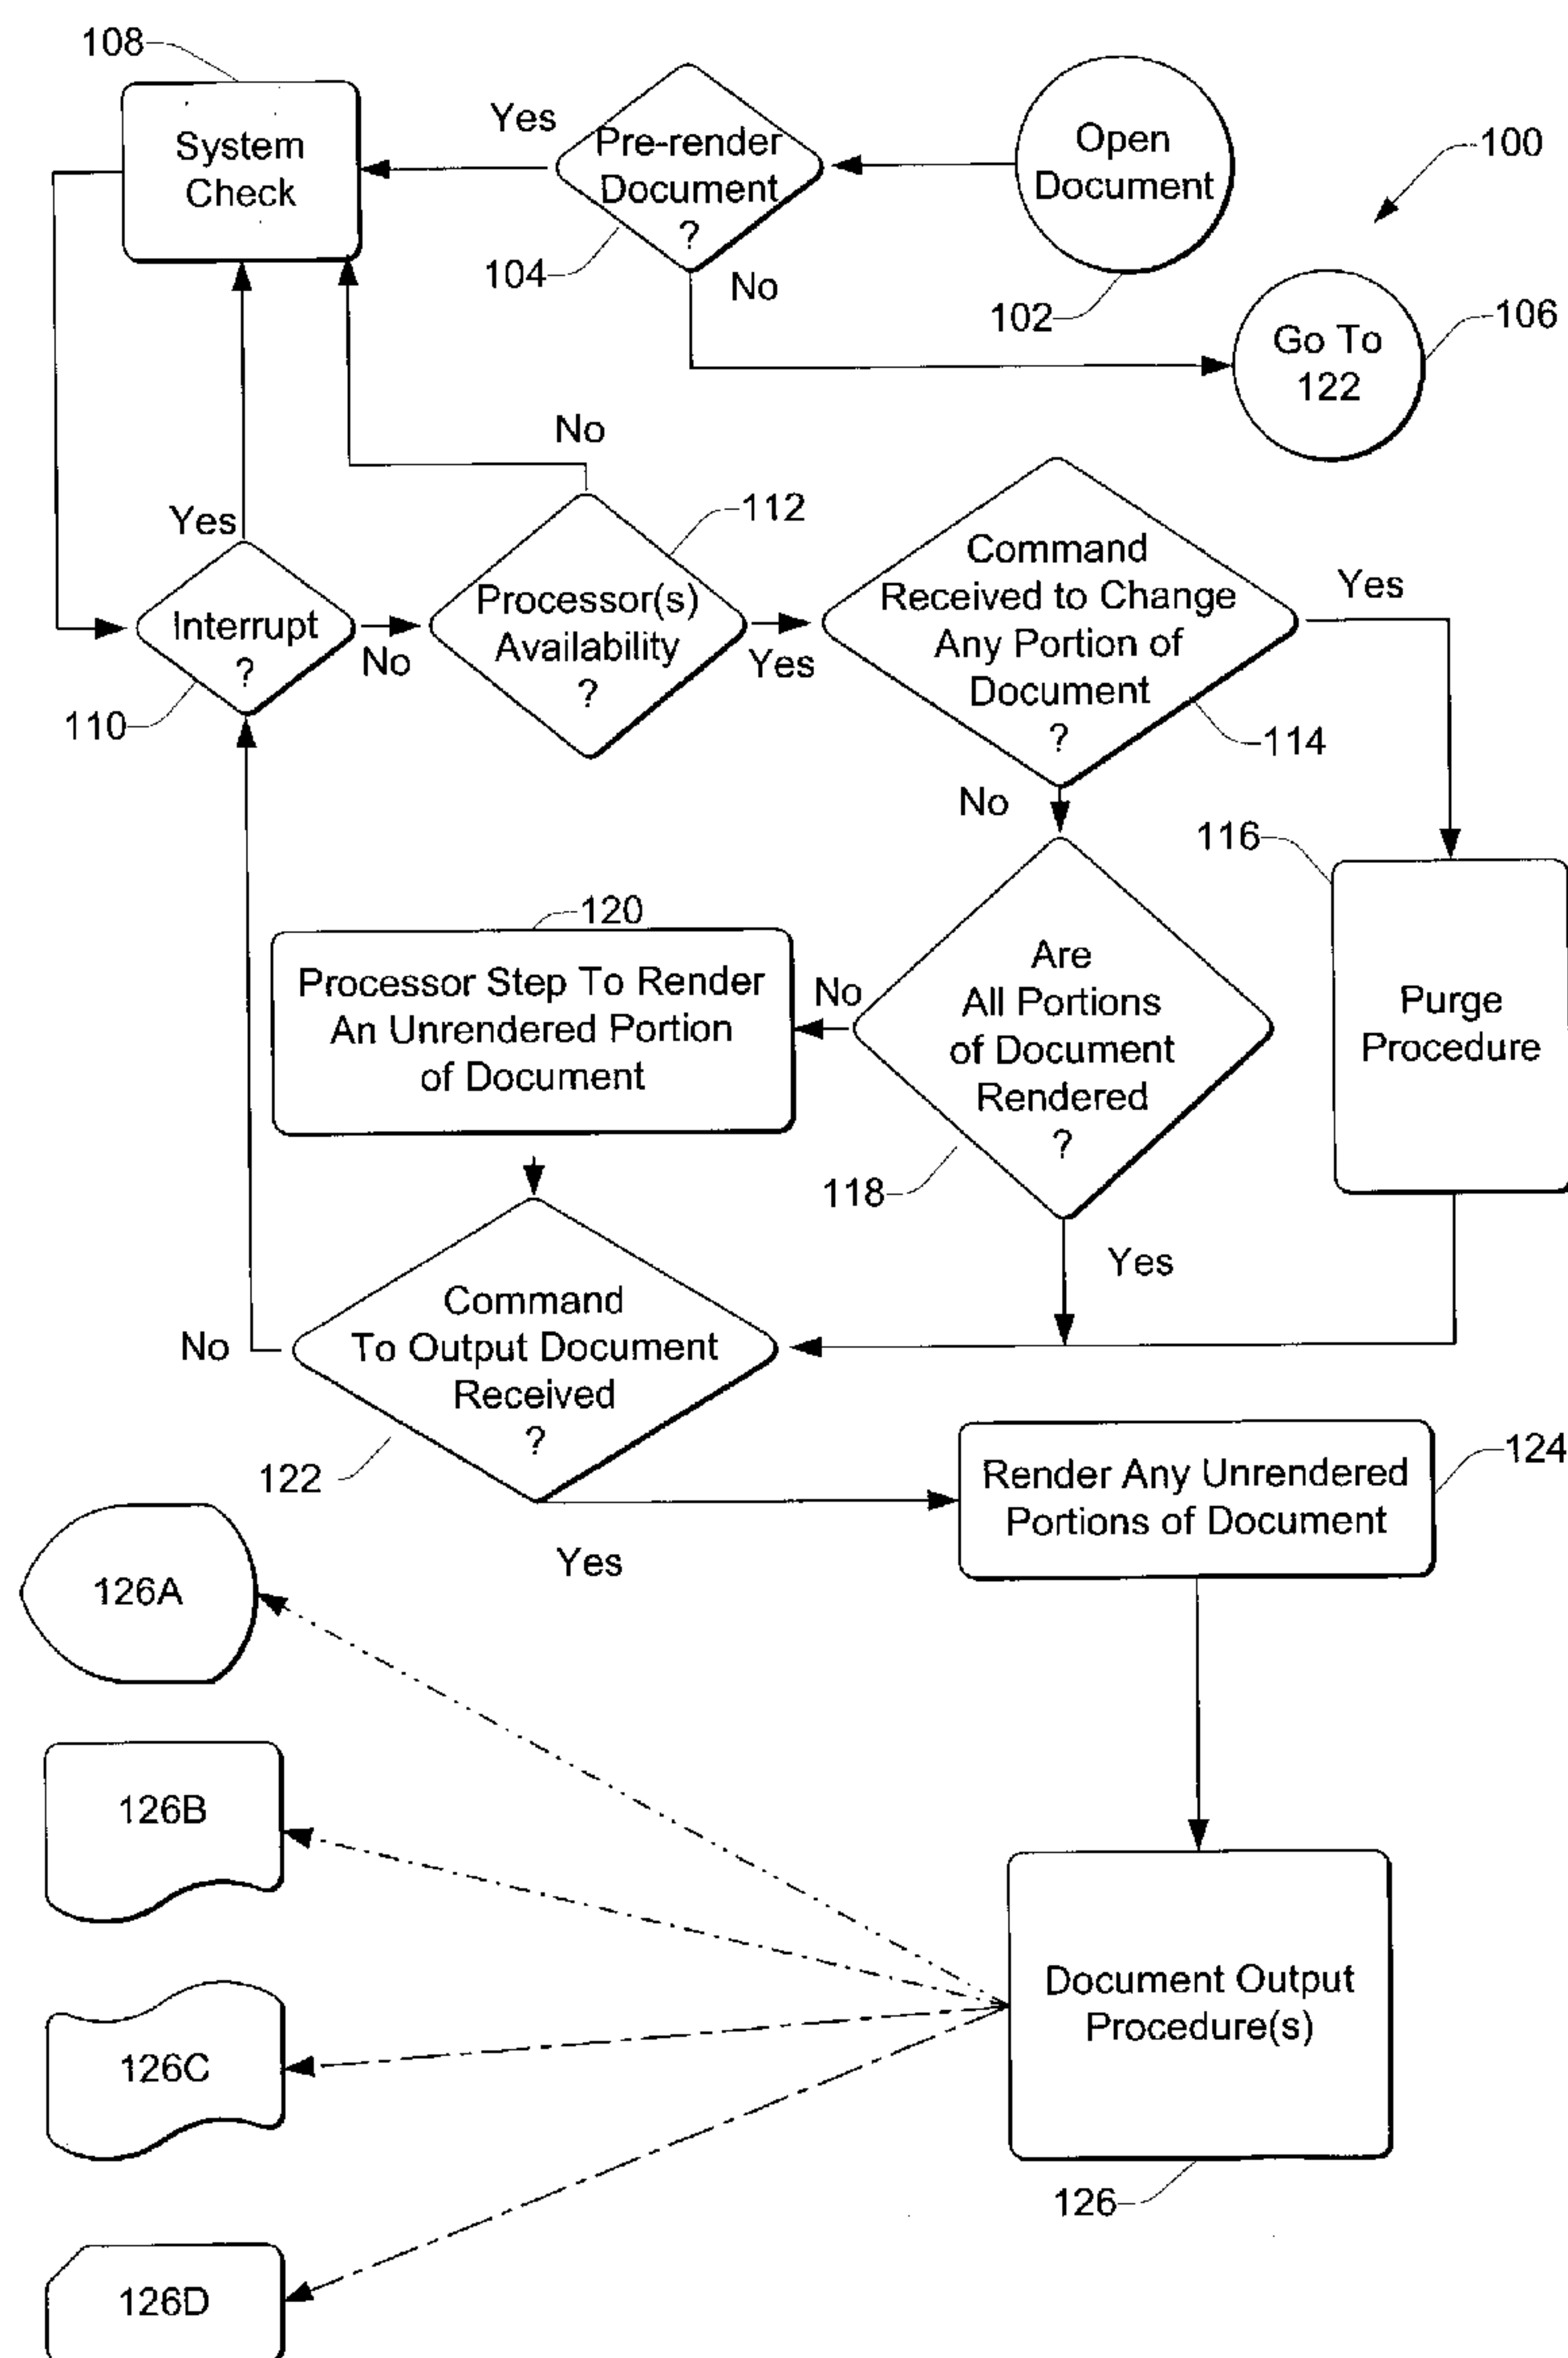 108
System
Check
Yes
Pre-render
Document
?
104
No
Open
Document
102
100
Go To
122
106
No
Yes
Interrupt
?
110
No
Processor(s)
Availability
?
112
Yes
Command
Received to Change
Any Portion of
Document
?
114
Yes
No
116
Purge
Procedure
120
Processor Step To Render
An Unrendered Portion
of Document
No
Are
All Portions
of Document
Rendered
?
118
Yes
Command
To Output Document
Received
?
No
122
Yes
Render Any Unrendered
Portions of Document
124
126A
126B
126C
126D
Document Output
Procedure(s)
126